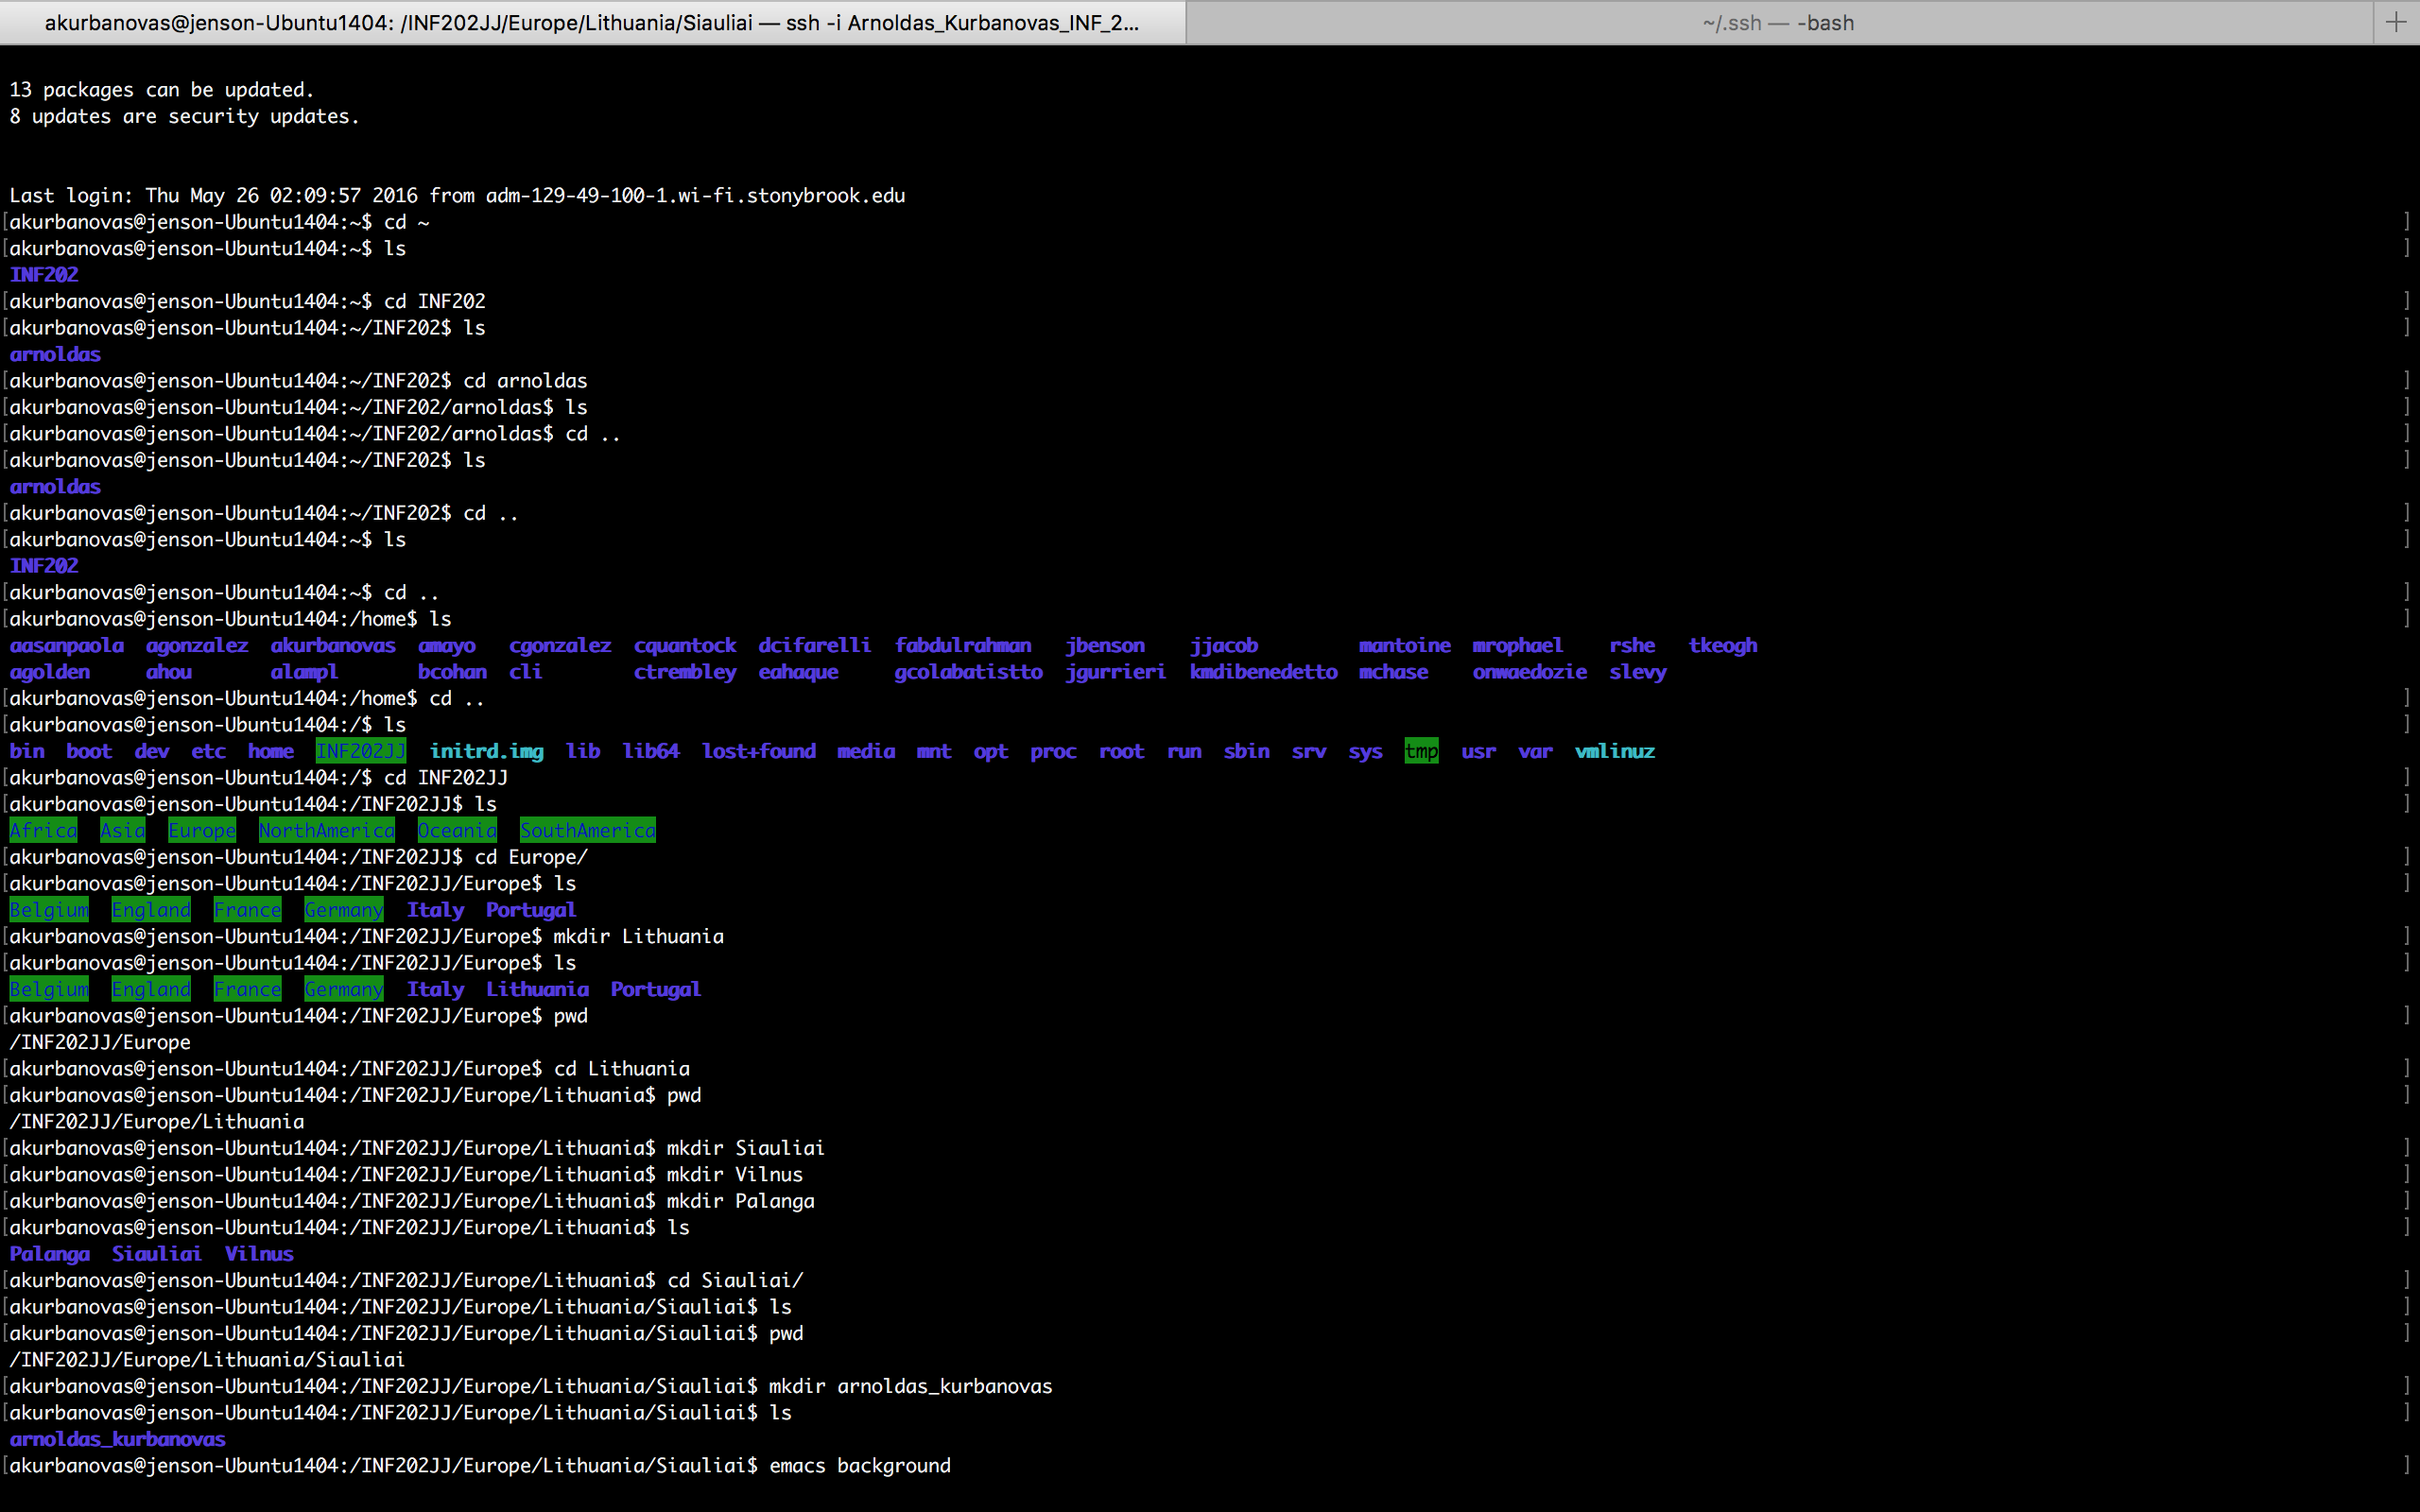 akurbanovas@jenson-Ubuntu1404: /INF202JJ/Europe/Lithuania/Siauliai — ssh -i Arnoldas_Kurbanovas_INF_2...
~/.ssh — -bash
+
13 packages can be updated.
8 updates are security updates.
Last login: Thu May 26 02:09:57 2016 from adm-129-49-100-1.wi-fi.stonybrook.edu
[akurbanovas@jenson-Ubuntu1404:~$ cd ~ ]
[akurbanovas@jenson-Ubuntu1404:~$ ls ]
INF202
[akurbanovas@jenson-Ubuntu1404:~$ cd INF202 ]
[akurbanovas@jenson-Ubuntu1404:~/INF202$ ls ]
arnoldas
[akurbanovas@jenson-Ubuntu1404:~/INF202$ cd arnoldas ]
[akurbanovas@jenson-Ubuntu1404:~/INF202/arnoldas$ ls ]
[akurbanovas@jenson-Ubuntu1404:~/INF202/arnoldas$ cd .. ]
[akurbanovas@jenson-Ubuntu1404:~/INF202$ ls ]
arnoldas
[akurbanovas@jenson-Ubuntu1404:~/INF202$ cd .. ]
[akurbanovas@jenson-Ubuntu1404:~$ ls ]
INF202
[akurbanovas@jenson-Ubuntu1404:~$ cd .. ]
[akurbanovas@jenson-Ubuntu1404:/home$ ls ]
aasanpaola agonzalez akurbanovas amayo cgonzalez cquantock dcifarelli fabdulrahman jbenson jjacob mantoine mrophael rshe tkeogh
agolden ahou alampl bcohan cli ctrembley eahaque gcolabatistto jgurrieri kmdibenedetto mchase onwaedozie slevy
[akurbanovas@jenson-Ubuntu1404:/home$ cd .. ]
[akurbanovas@jenson-Ubuntu1404:/$ ls ]
bin boot dev etc home INF202JJ initrd.img lib lib64 lost+found media mnt opt proc root run sbin srv sys tmp usr var vmlinuz
[akurbanovas@jenson-Ubuntu1404:/$ cd INF202JJ ]
[akurbanovas@jenson-Ubuntu1404:/INF202JJ$ ls ]
Africa Asia Europe NorthAmerica Oceania SouthAmerica
[akurbanovas@jenson-Ubuntu1404:/INF202JJ$ cd Europe/ ]
[akurbanovas@jenson-Ubuntu1404:/INF202JJ/Europe$ ls ]
Belgium England France Germany Italy Portugal
[akurbanovas@jenson-Ubuntu1404:/INF202JJ/Europe$ mkdir Lithuania ]
[akurbanovas@jenson-Ubuntu1404:/INF202JJ/Europe$ ls ]
Belgium England France Germany Italy Lithuania Portugal
[akurbanovas@jenson-Ubuntu1404:/INF202JJ/Europe$ pwd ]
/INF202JJ/Europe
[akurbanovas@jenson-Ubuntu1404:/INF202JJ/Europe$ cd Lithuania ]
[akurbanovas@jenson-Ubuntu1404:/INF202JJ/Europe/Lithuania$ pwd ]
/INF202JJ/Europe/Lithuania
[akurbanovas@jenson-Ubuntu1404:/INF202JJ/Europe/Lithuania$ mkdir Siauliai ]
[akurbanovas@jenson-Ubuntu1404:/INF202JJ/Europe/Lithuania$ mkdir Vilnus ]
[akurbanovas@jenson-Ubuntu1404:/INF202JJ/Europe/Lithuania$ mkdir Palanga ]
[akurbanovas@jenson-Ubuntu1404:/INF202JJ/Europe/Lithuania$ ls ]
Palanga Siauliai Vilnus
[akurbanovas@jenson-Ubuntu1404:/INF202JJ/Europe/Lithuania$ cd Siauliai/ ]
[akurbanovas@jenson-Ubuntu1404:/INF202JJ/Europe/Lithuania/Siauliai$ ls ]
[akurbanovas@jenson-Ubuntu1404:/INF202JJ/Europe/Lithuania/Siauliai$ pwd ]
/INF202JJ/Europe/Lithuania/Siauliai
[akurbanovas@jenson-Ubuntu1404:/INF202JJ/Europe/Lithuania/Siauliai$ mkdir arnoldas_kurbanovas ]
[akurbanovas@jenson-Ubuntu1404:/INF202JJ/Europe/Lithuania/Siauliai$ ls ]
arnoldas_kurbanovas
[akurbanovas@jenson-Ubuntu1404:/INF202JJ/Europe/Lithuania/Siauliai$ emacs background ]